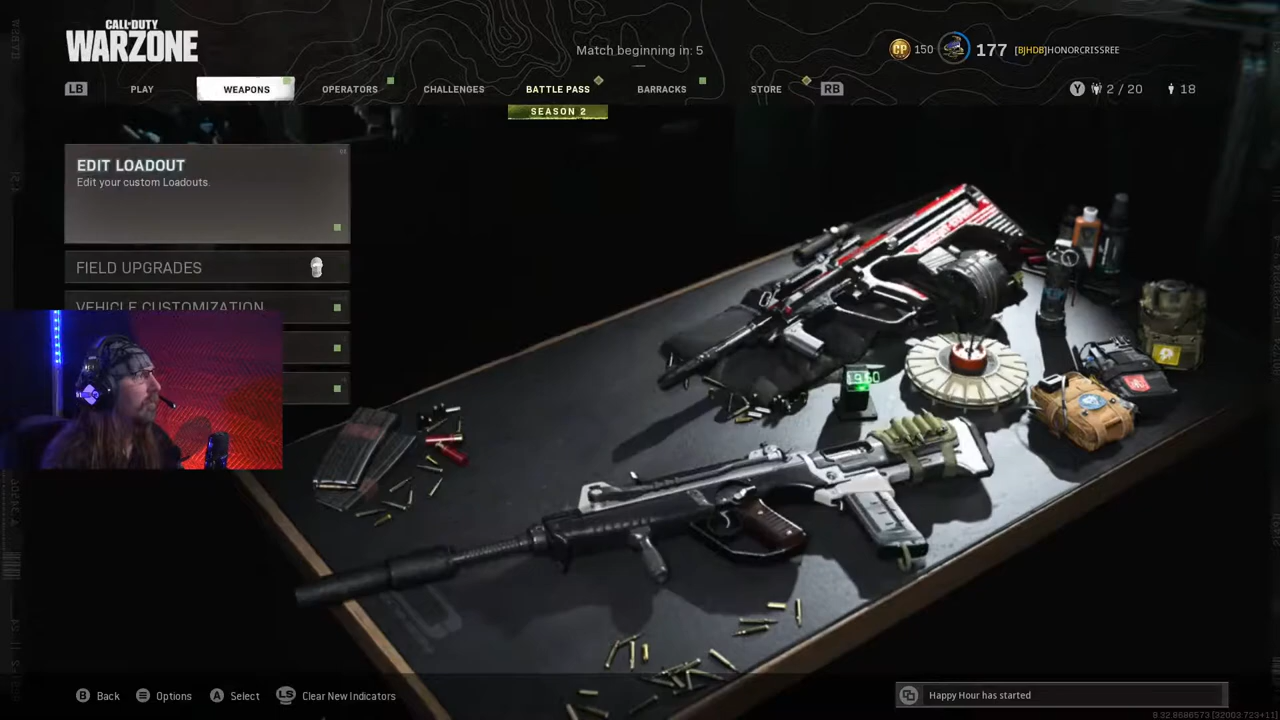 CALL OF DUTY
WARZONE
Match beginning in: 5
CP 150 177 [BJHDB]HONORCRISSREE
LB PLAY WEAPONS OPERATORS CHALLENGES BATTLE PASS BARRACKS STORE RB Y 2 / 20 18
SEASON 2
EDIT LOADOUT
Edit your custom Loadouts.
FIELD UPGRADES
VEHICLE CUSTOMIZATION
B Back Options A Select LS Clear New Indicators
Happy Hour has started